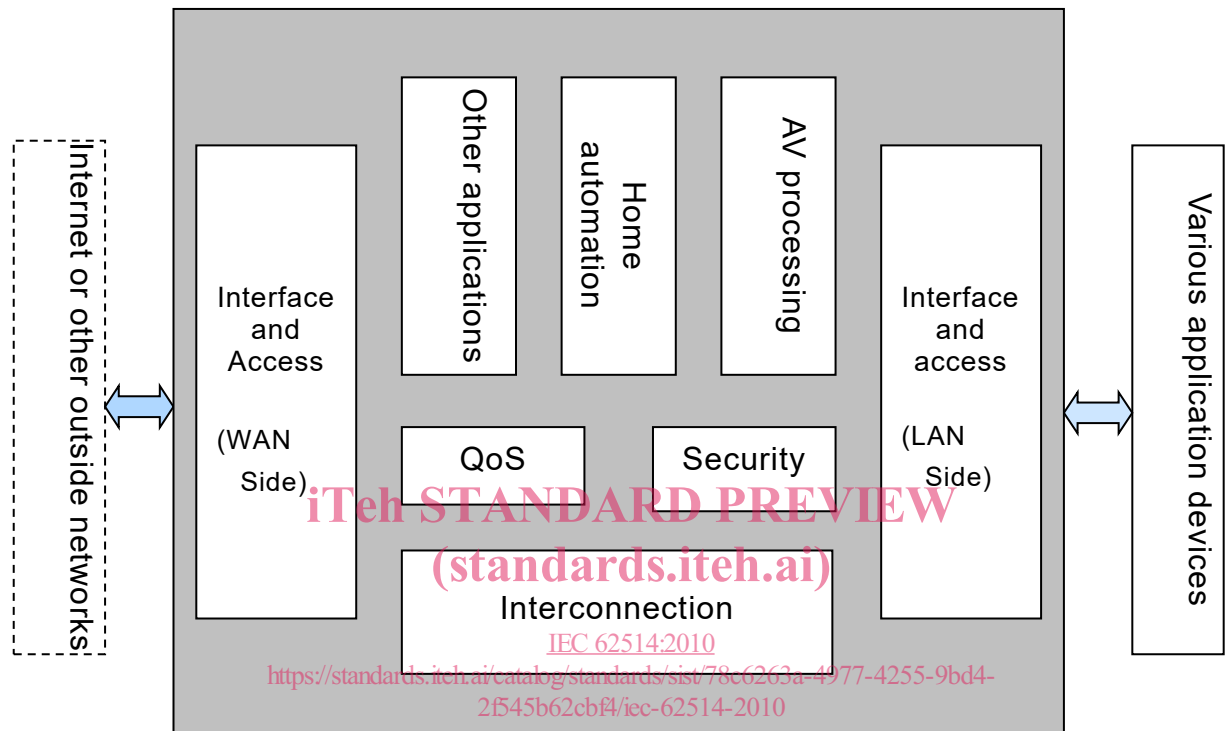 Internet or other outside networks
Interface
and
Access
(WAN
Side)
Other applications
Home
automation
AV processing
QoS
Security
Interconnection
Interface
and
access
(LAN
Side)
Various application devices
iTeh STANDARD PREVIEW
(standards.iteh.ai)
IEC 62514:2010
https://standards.iteh.ai/catalog/standards/sist/78c6263a-4977-4255-9bd4-
2f545b62cbf4/iec-62514-2010